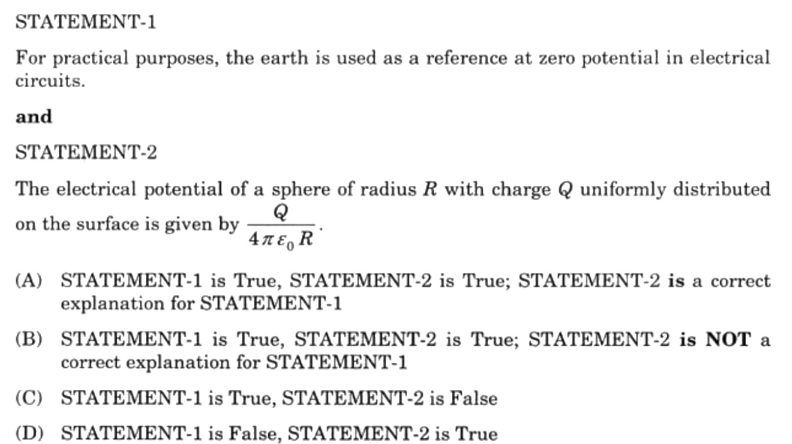 STATEMENT-1
For practical purposes, the earth is used as a reference at zero potential in electrical
circuits.
and
STATEMENT-2
The electrical potential of a sphere of radius R with charge Q uniformly distributed
on the surface is given by Q / 4πε₀R.
(A) STATEMENT-1 is True, STATEMENT-2 is True; STATEMENT-2 is a correct
explanation for STATEMENT-1
(B) STATEMENT-1 is True, STATEMENT-2 is True; STATEMENT-2 is NOT a
correct explanation for STATEMENT-1
(C) STATEMENT-1 is True, STATEMENT-2 is False
(D) STATEMENT-1 is False, STATEMENT-2 is True